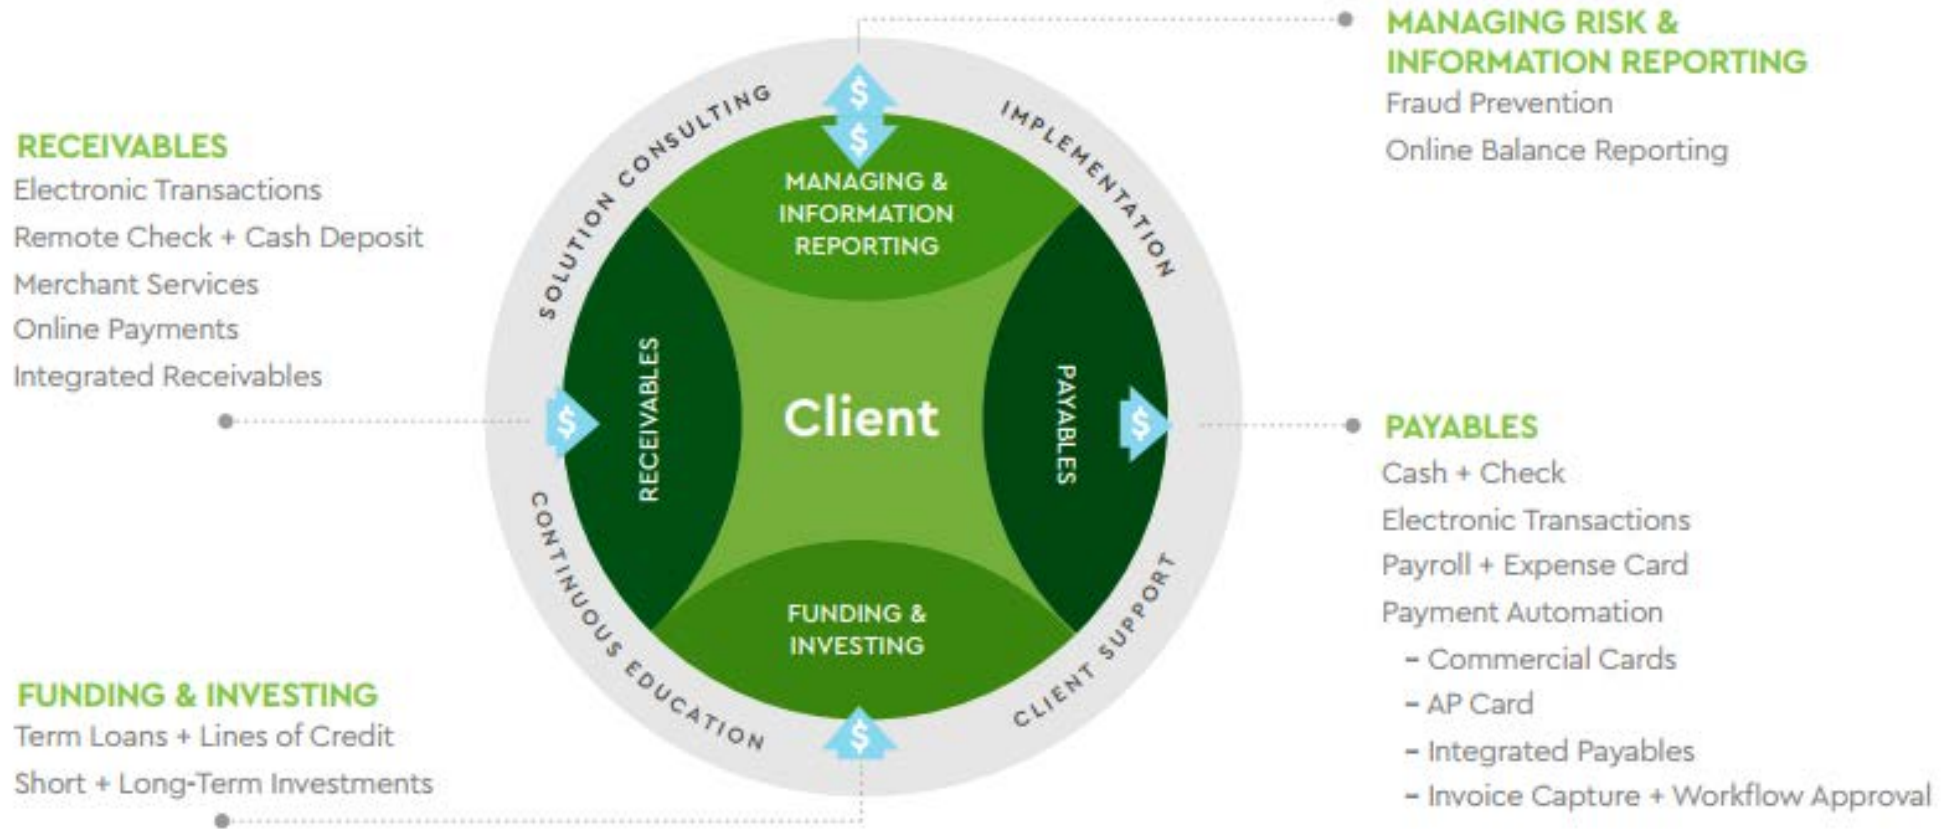 MANAGING RISK &
INFORMATION REPORTING
Fraud Prevention
Online Balance Reporting
RECEIVABLES
Electronic Transactions
Remote Check + Cash Deposit
Merchant Services
Online Payments
Integrated Receivables
SOLUTION CONSULTING
IMPLEMENTATION
$
$
MANAGING &
INFORMATION
REPORTING
$
RECEIVABLES
Client
PAYABLES
$
FUNDING &
INVESTING
$
CONTINUOUS EDUCATION
CLIENT SUPPORT
PAYABLES
Cash + Check
Electronic Transactions
Payroll + Expense Card
Payment Automation
- Commercial Cards
- AP Card
- Integrated Payables
- Invoice Capture + Workflow Approval
FUNDING & INVESTING
Term Loans + Lines of Credit
Short + Long-Term Investments